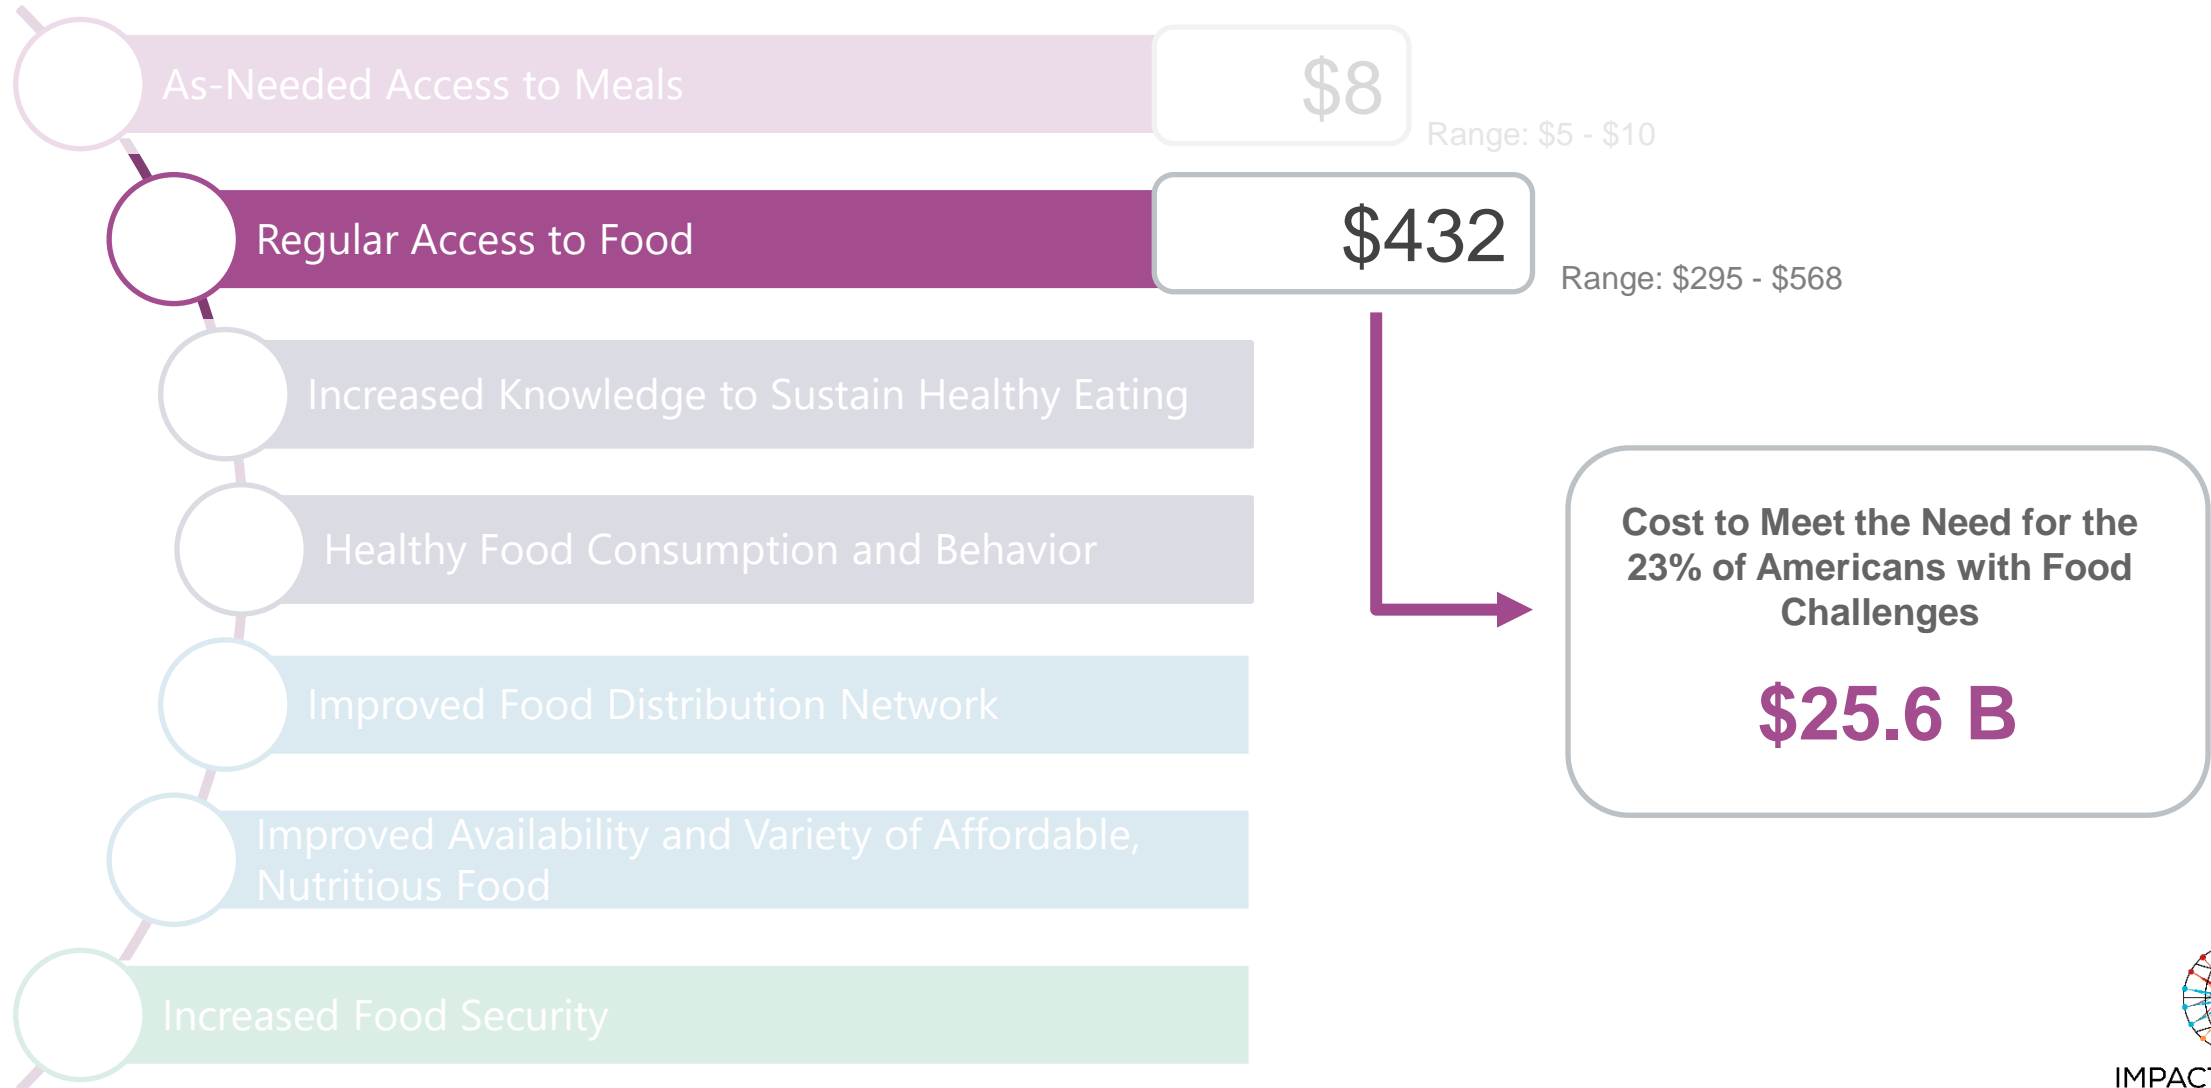 As-Needed Access to Meals
$8
Range: $5 - $10
Regular Access to Food
$432
Range: $295 - $568
Increased Knowledge to Sustain Healthy Eating
Healthy Food Consumption and Behavior
Cost to Meet the Need for the
23% of Americans with Food
Challenges
$25.6 B
Improved Food Distribution Network
Improved Availability and Variety of Affordable,
Nutritious Food
Increased Food Security
IMPAC